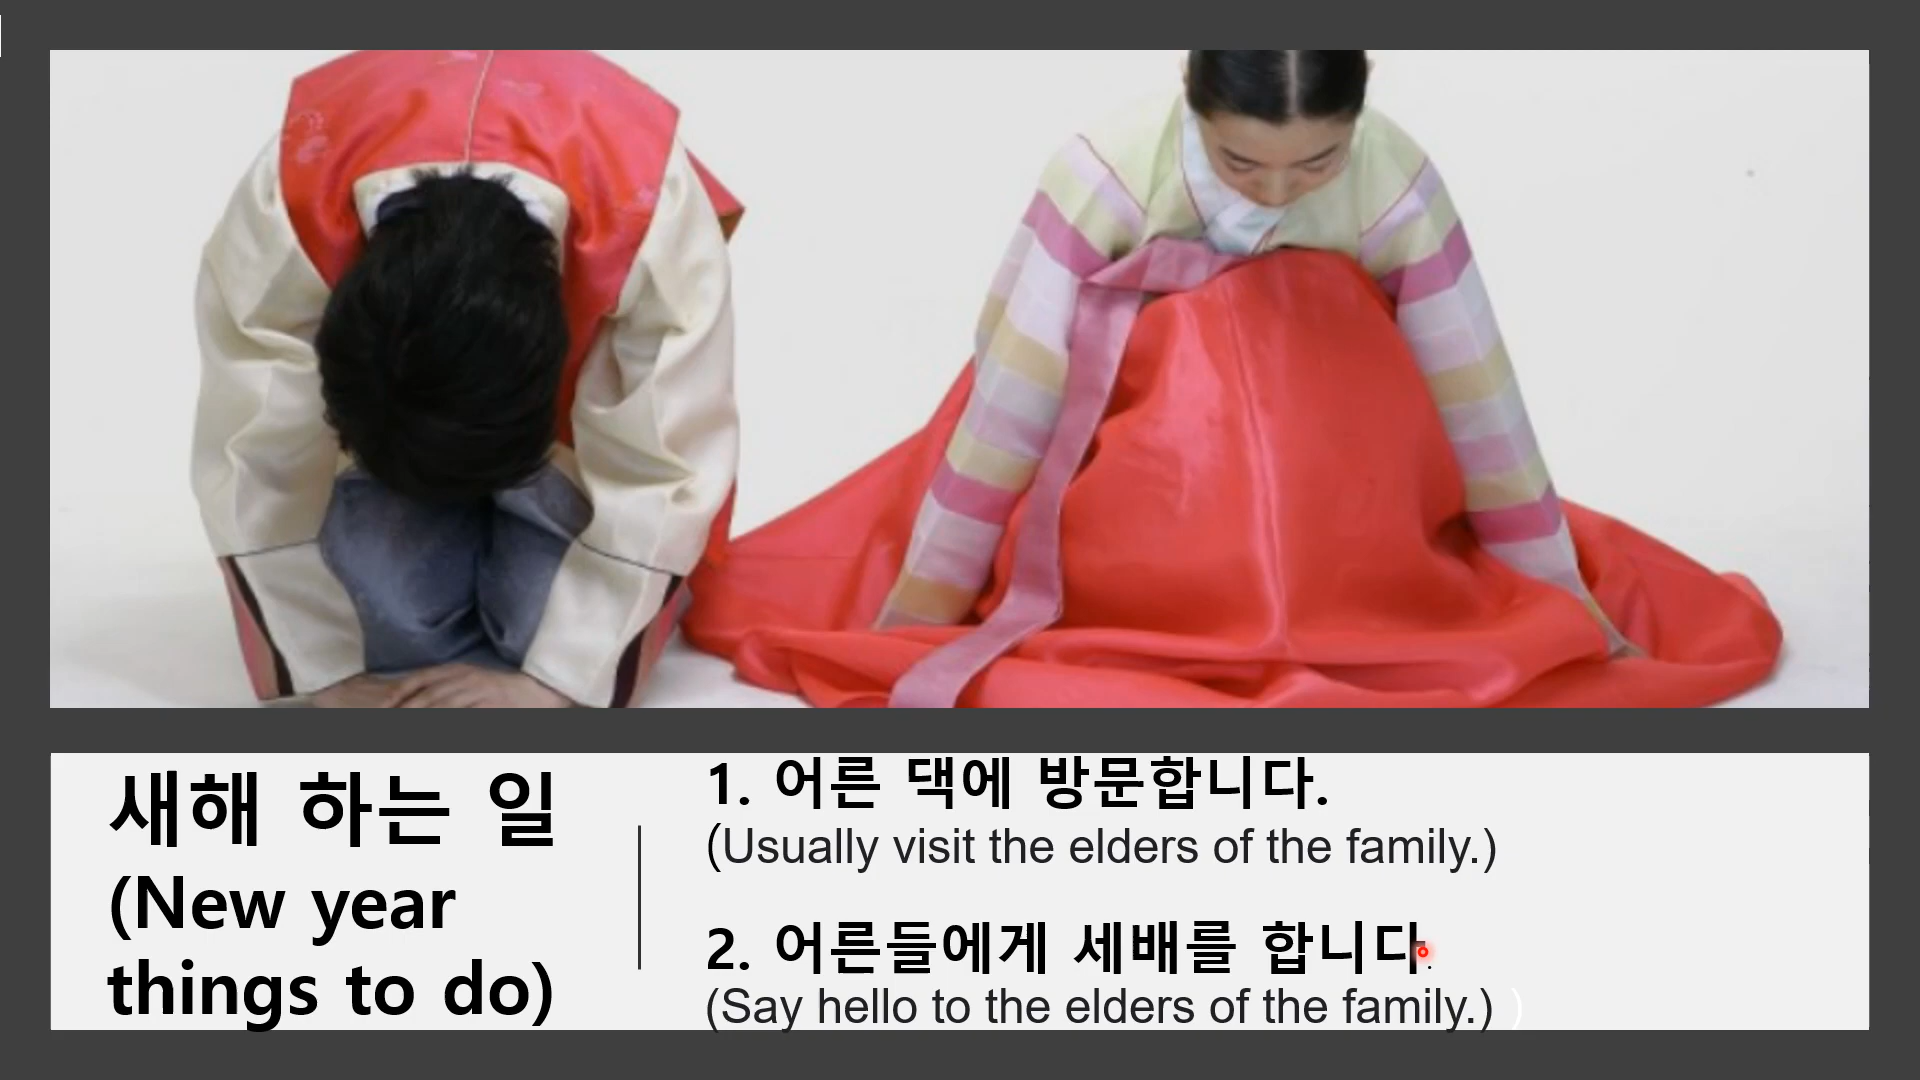 새해 하는 일
(New year
things to do)
1. 어른 댁에 방문합니다.
(Usually visit the elders of the family.)
2. 어른들에게 세배를 합니다.
(Say hello to the elders of the family.) )